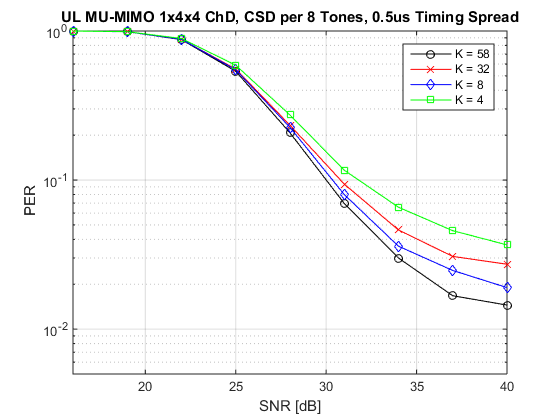 UL MU-MIMO 1x4x4 ChD, CSD per 8 Tones, 0.5us Timing Spread
10^0
K = 58
K = 32
K = 8
K = 4
10^-1
PER
10^-2
20 25 30 35 40
SNR [dB]